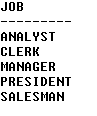 JOB
---------
ANALYST
CLERK
MANAGER
PRESIDENT
SALESMAN